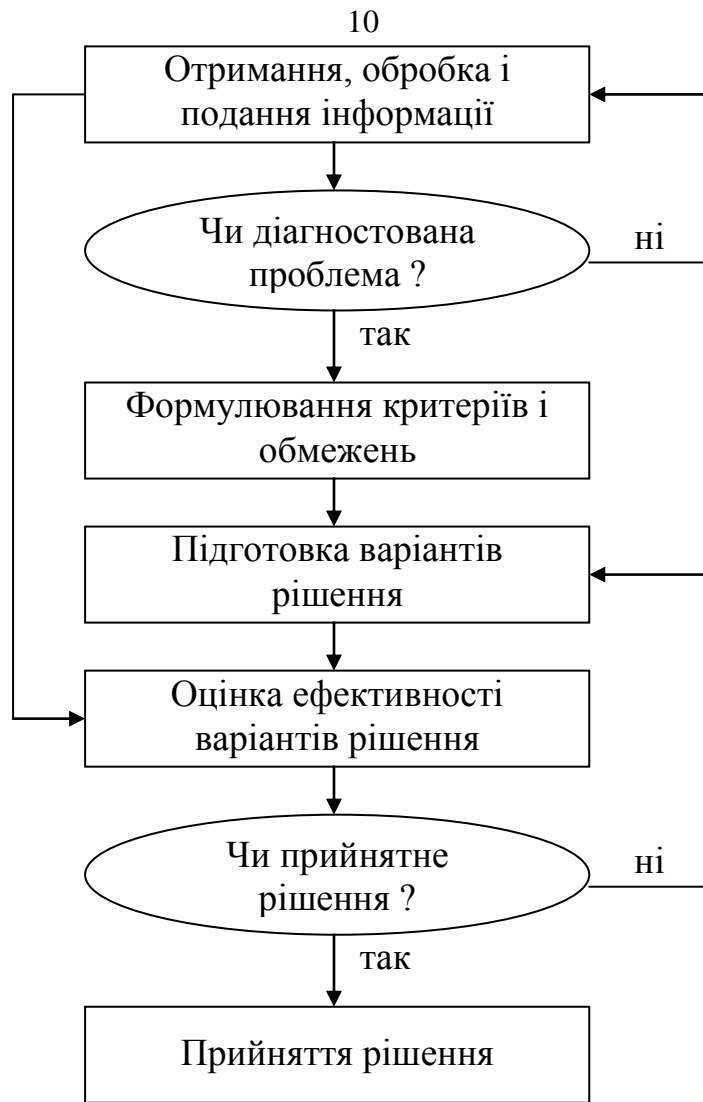 10
Отримання, обробка і
подання інформації
Чи діагностована
проблема ?
ні
так
Формулювання критеріїв і
обмежень
Підготовка варіантів
рішення
Оцінка ефективності
варіантів рішення
Чи прийнятне
рішення ?
ні
так
Прийняття рішення